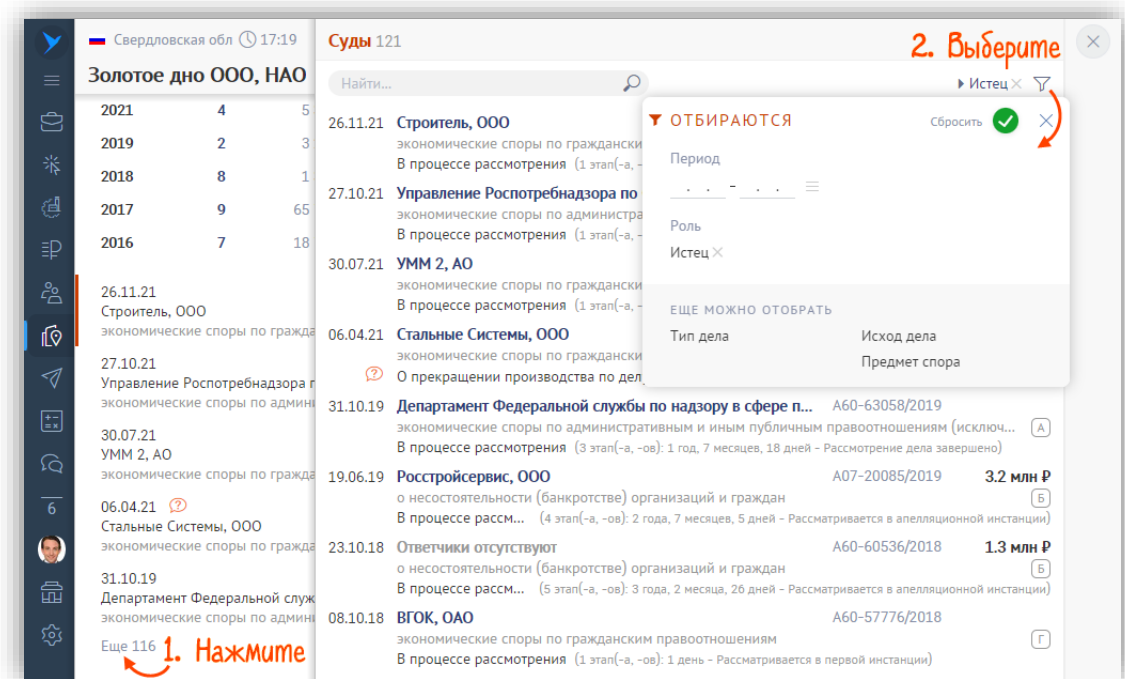 Свердловская обл 17:19
Золотое дно ООО, НАО
2021 4 5
2019 2 3
2018 8 1
2017 9 65
2016 7 18
26.11.21
Строитель, ООО
экономические споры по гражда
27.10.21
Управление Роспотребнадзора г
экономические споры по админи
30.07.21
УММ 2, АО
экономические споры по гражда
06.04.21
Стальные Системы, ООО
экономические споры по гражда
31.10.19
Департамент Федеральной служ
экономические споры по админи
Еще 116
1. Нажмите
6
Суды 121
2. Выберите
Найти...
Истец
26.11.21 Строитель, ООО
экономические споры по граждански
В процессе рассмотрения (1 этап(-а, -
27.10.21 Управление Роспотребнадзора по
экономические споры по администра
В процессе рассмотрения (1 этап(-а, -
30.07.21 УММ 2, АО
экономические споры по граждански
В процессе рассмотрения (1 этап(-а, -
06.04.21 Стальные Системы, ООО
экономические споры по граждански
О прекращении производства по дел
ОТБИРАЮТСЯ Сбросить
Период
Роль
Истец
ЕЩЕ МОЖНО ОТОБРАТЬ
Тип дела Исход дела
Предмет спора
31.10.19 Департамент Федеральной службы по надзору в сфере п... А60-63058/2019
экономические споры по административным и иным публичным правоотношениям (исключ... А
В процессе рассмотрения (3 этап(-а, -ов): 1 год, 7 месяцев, 18 дней – Рассмотрение дела завершено)
19.06.19 Росстройсервис, ООО А07-20085/2019 3.2 млн ₽
о несостоятельности (банкротстве) организаций и граждан Б
В процессе рассм... (4 этап(-а, -ов): 2 года, 7 месяцев, 5 дней – Рассматривается в апелляционной инстанции)
23.10.18 Ответчики отсутствуют А60-60536/2018 1.3 млн ₽
о несостоятельности (банкротстве) организаций и граждан Б
В процессе рассм... (5 этап(-а, -ов): 3 года, 2 месяца, 26 дней – Рассматривается в апелляционной инстанции)
08.10.18 ВГОК, ОАО А60-57776/2018
экономические споры по гражданским правоотношениям Г
В процессе рассмотрения (1 этап(-а, -ов): 1 день – Рассматривается в первой инстанции)